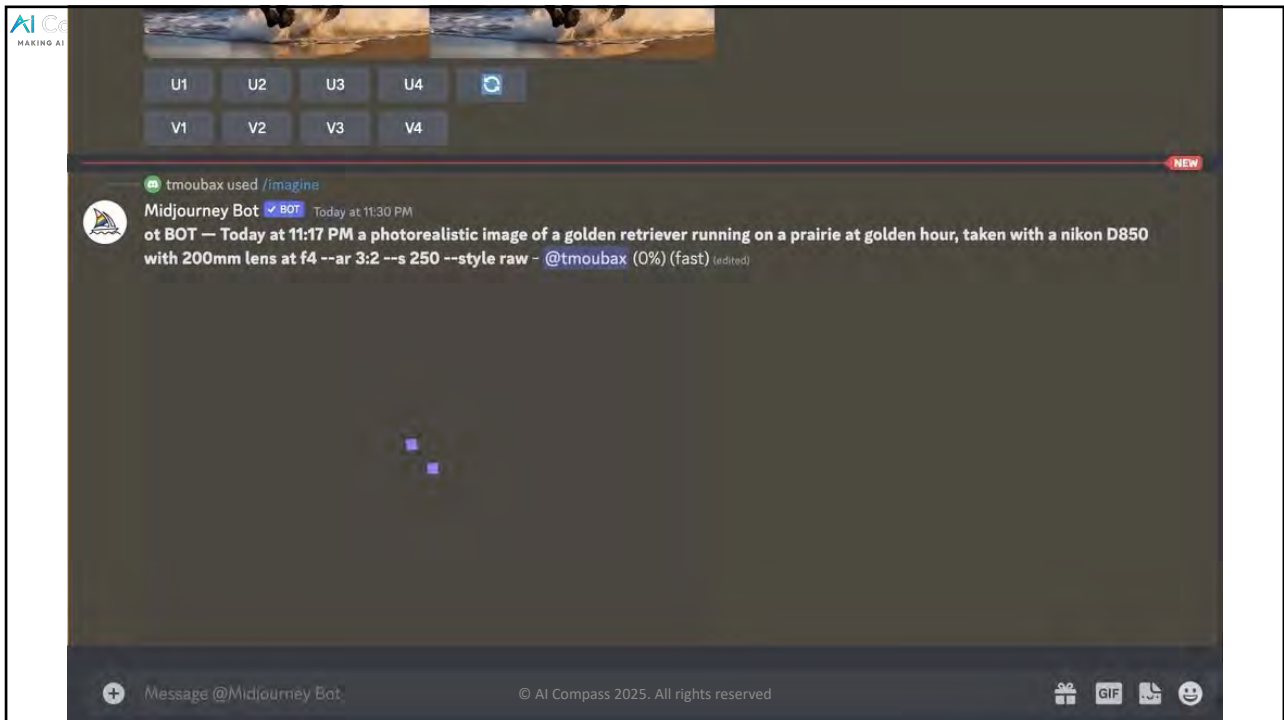 AI Co
MAKING AI
U1 U2 U3 U4
V1 V2 V3 V4
NEW
tmoubax used /imagine
Midjourney Bot ✓ BOT Today at 11:30 PM
ot BOT — Today at 11:17 PM a photorealistic image of a golden retriever running on a prairie at golden hour, taken with a nikon D850
with 200mm lens at f4 --ar 3:2 --s 250 --style raw - @tmoubax (0%) (fast) (edited)
Message @Midjourney Bot
© AI Compass 2025. All rights reserved
GIF